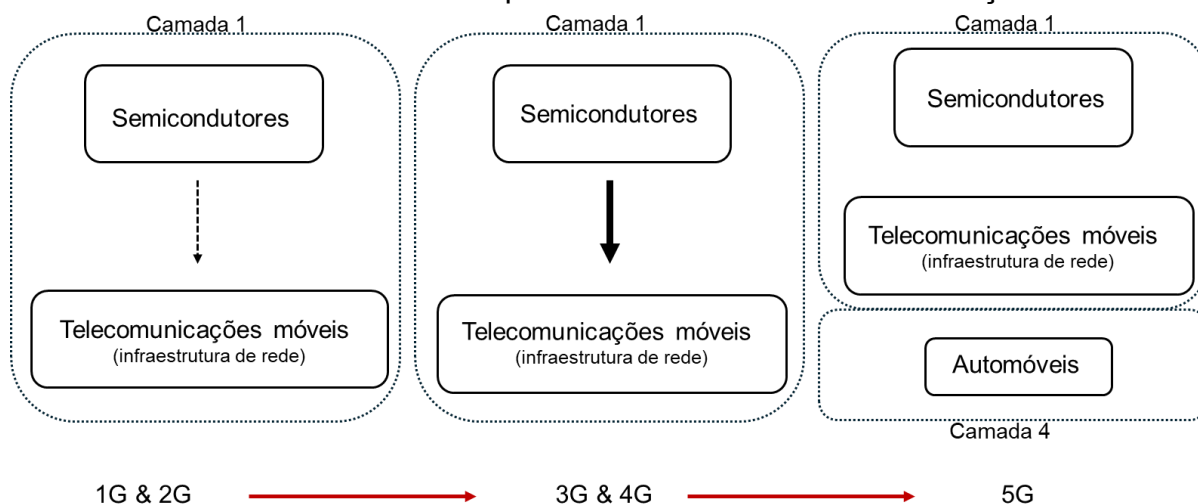 Camada 1
Semicondutores
Telecomunicações móveis
(infraestrutura de rede)
Camada 1
Semicondutores
Telecomunicações móveis
(infraestrutura de rede)
Camada 1
Semicondutores
Telecomunicações móveis
(infraestrutura de rede)
Automóveis
Camada 4
1G & 2G
3G & 4G
5G